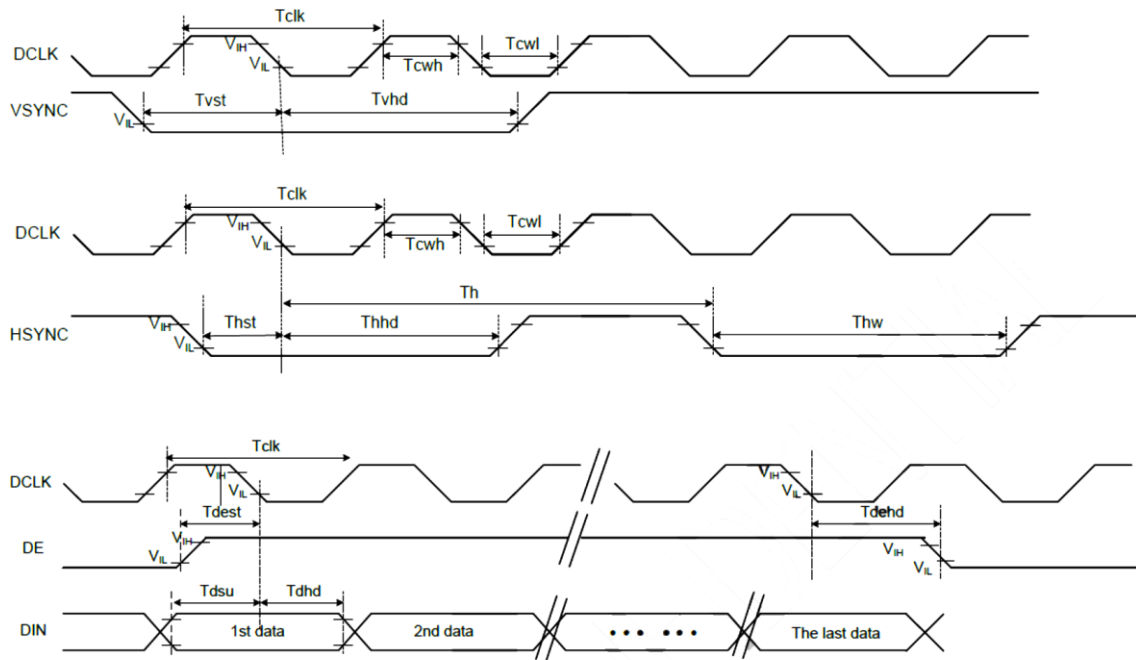 Tclk
DCLK VIH VIL Tcwh Tcwl
VSYNC VIL Tvst Tvhd
Tclk
DCLK VIH VIL Tcwh Tcwl
Th
HSYNC VIH VIL Thst Thhd Thw
Tclk
DCLK VIH VIL VIH VIL
Tdest Tdehd
DE VIH VIL VIH VIL
Tdsu Tdhd
DIN 1st data 2nd data ... ... The last data